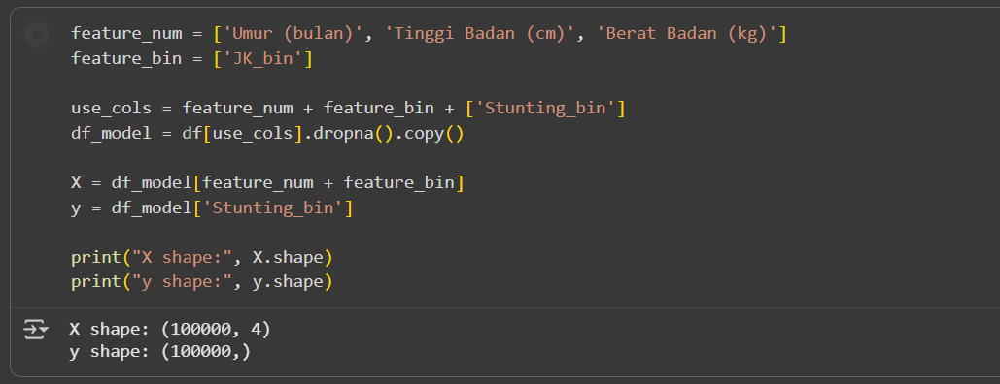 feature_num = ['Umur (bulan)', 'Tinggi Badan (cm)', 'Berat Badan (kg)']
feature_bin = ['JK_bin']
use_cols = feature_num + feature_bin + ['Stunting_bin']
df_model = df[use_cols].dropna().copy()
X = df_model[feature_num + feature_bin]
y = df_model['Stunting_bin']
print("X shape:", X.shape)
print("y shape:", y.shape)
X shape: (100000, 4)
y shape: (100000,)